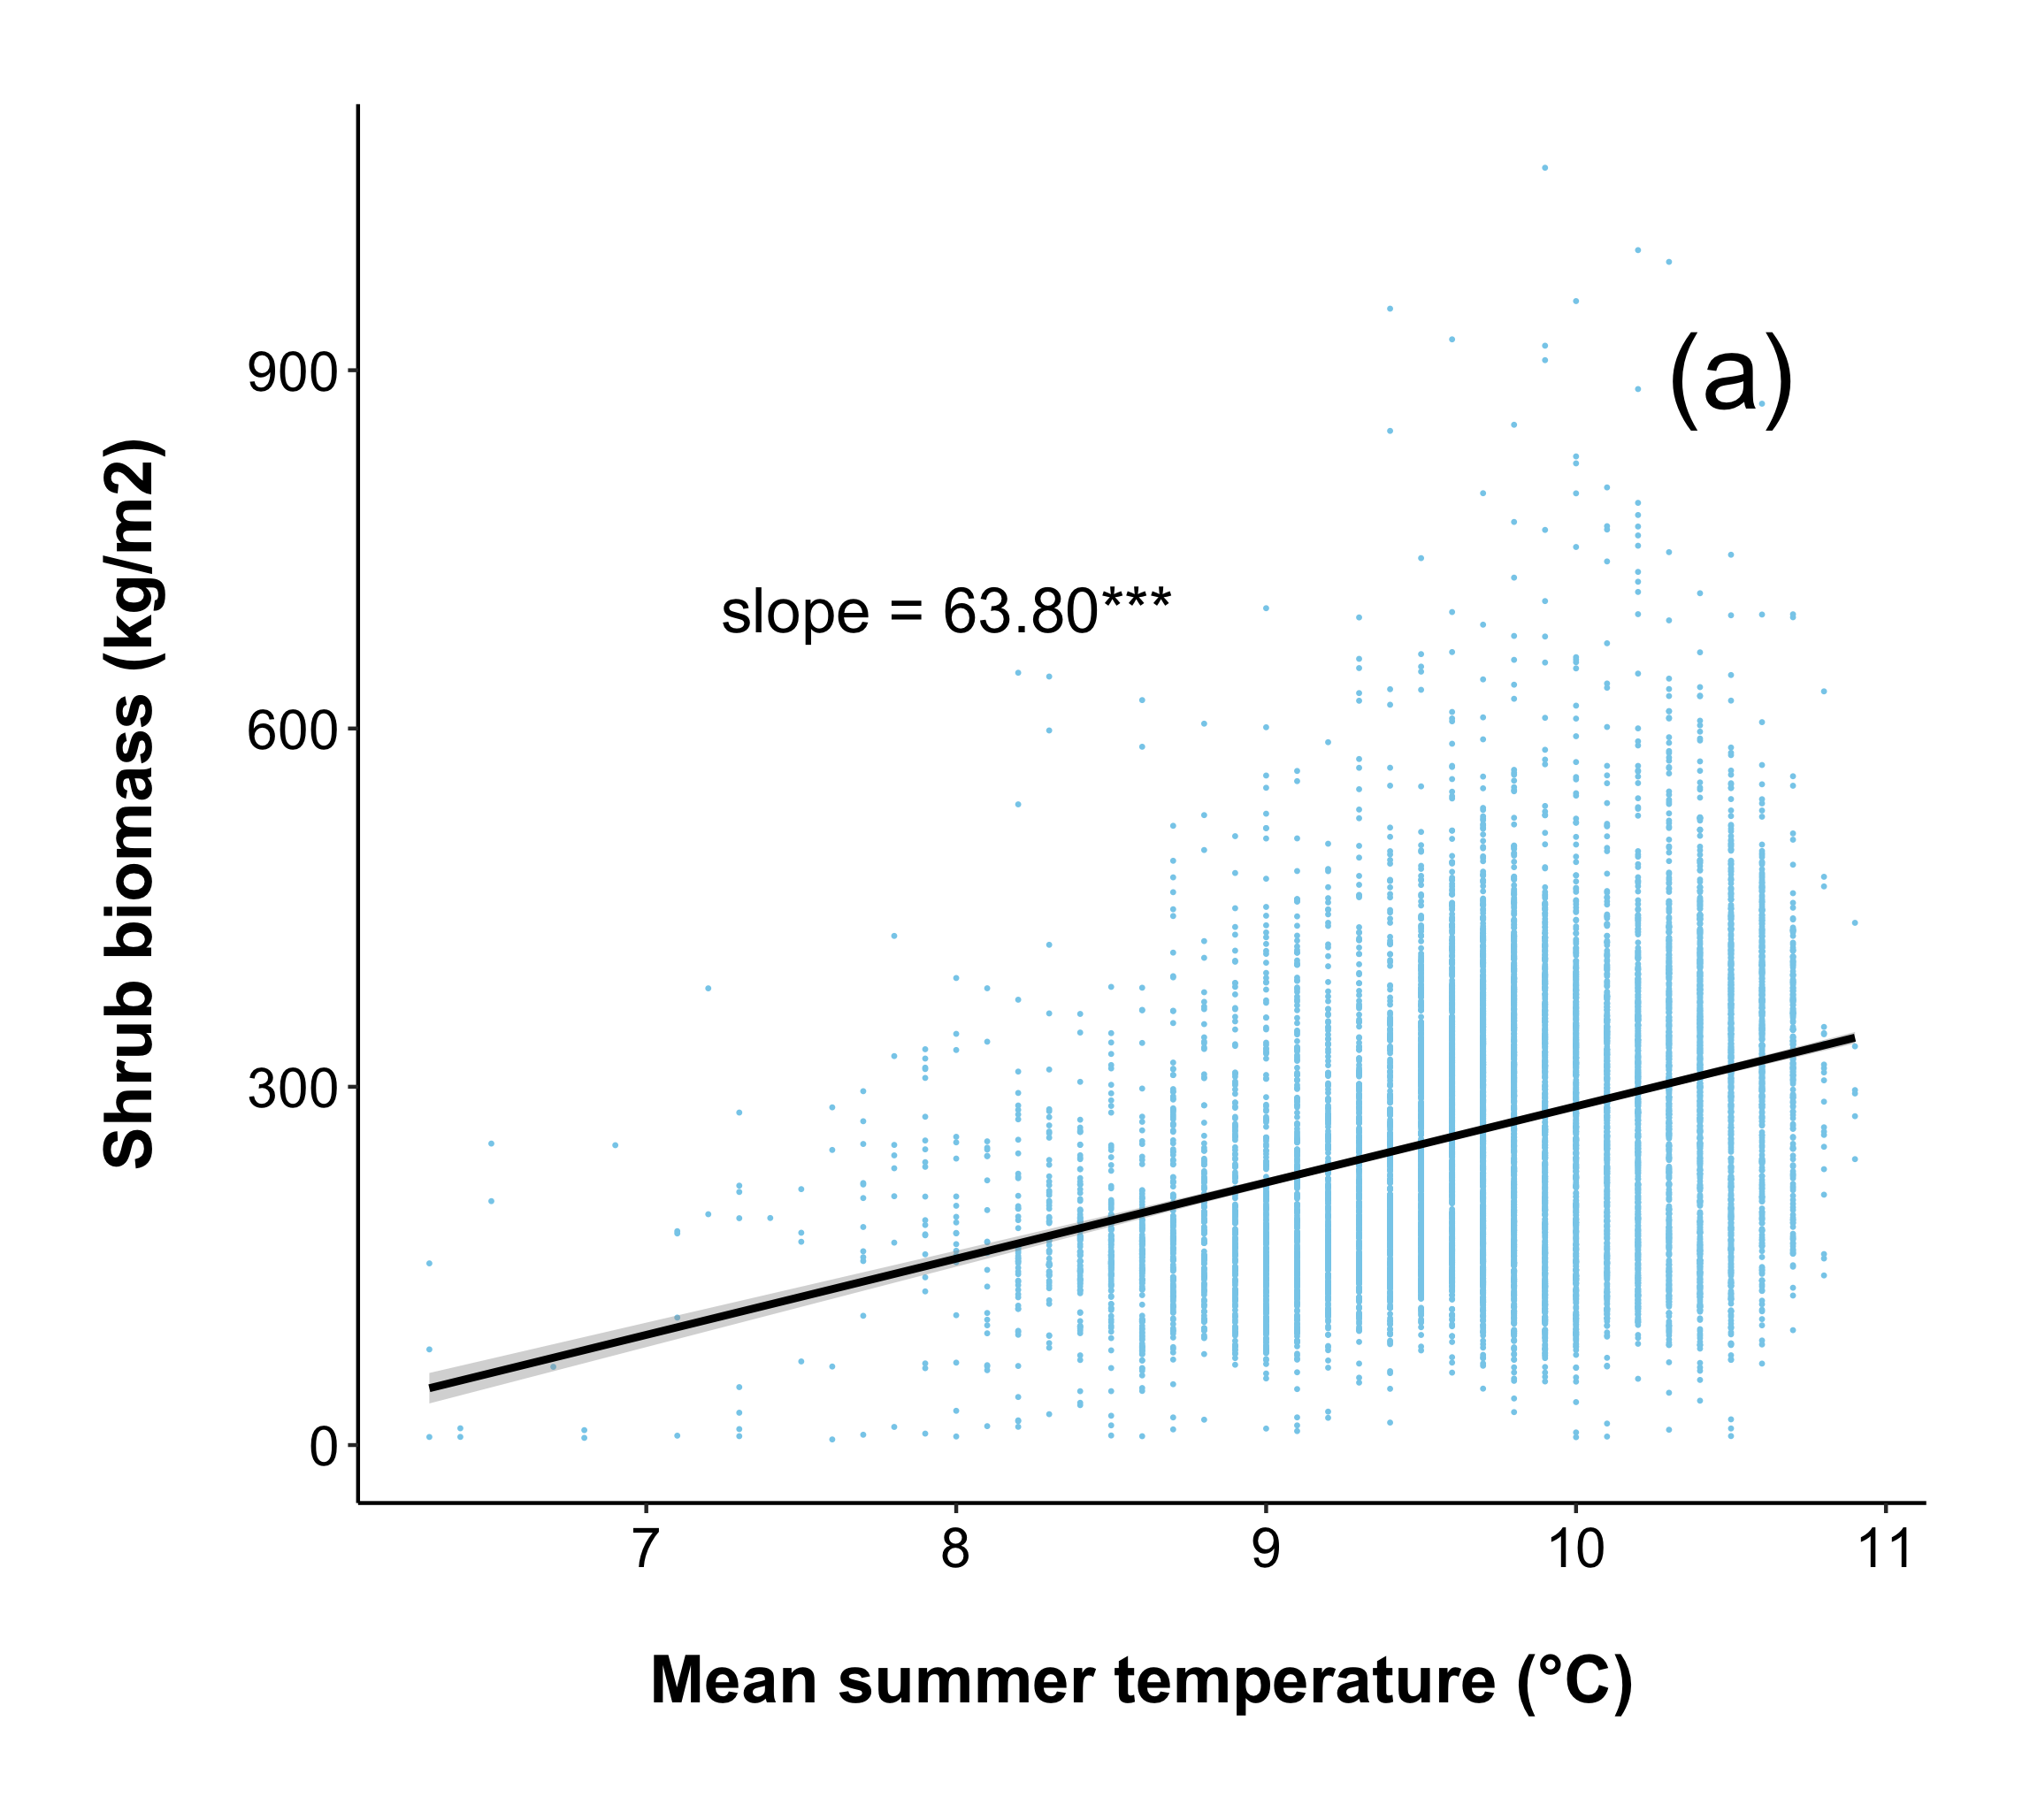 (a)
slope = 63.80***
Shrub biomass (kg/m2)
900
600
300
0
7 8 9 10 11
Mean summer temperature (°C)